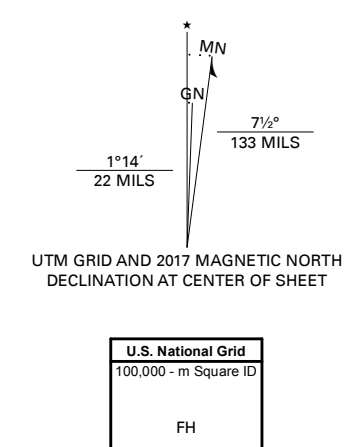 ★
MN
GN
7½°
133 MILS
1°14´
22 MILS
UTM GRID AND 2017 MAGNETIC NORTH
DECLINATION AT CENTER OF SHEET
U.S. National Grid
100,000 - m Square ID
FH